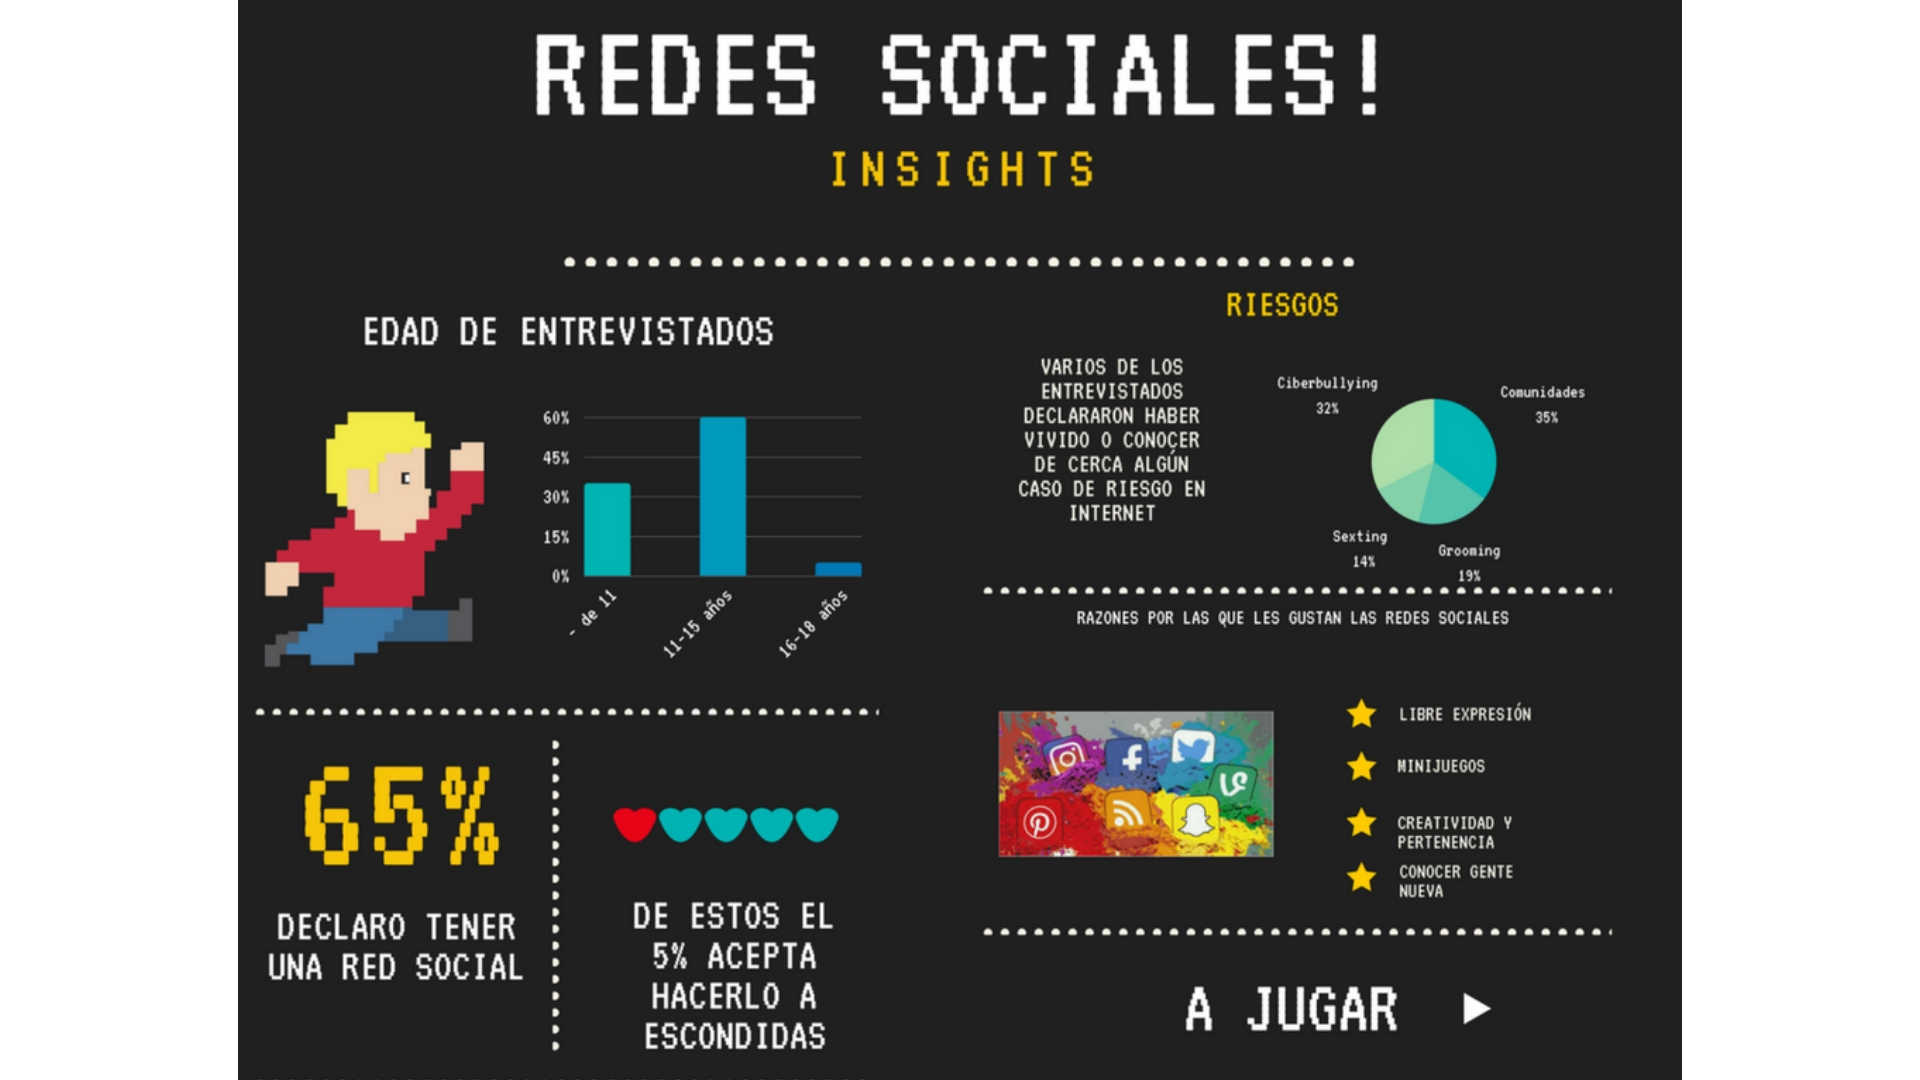 REDES SOCIALES!
INSIGHTS
EDAD DE ENTREVISTADOS
60%
45%
30%
15%
0%
- de 11
11-15 años
16-18 años
65%
DECLARO TENER
UNA RED SOCIAL
DE ESTOS EL
5% ACEPTA
HACERLO A
ESCONDIDAS
RIESGOS
VARIOS DE LOS
ENTREVISTADOS
DECLARARON HABER
VIVIDO O CONOCER
DE CERCA ALGÚN
CASO DE RIESGO EN
INTERNET
Ciberbullying
32%
Comunidades
35%
Sexting
14%
Grooming
19%
RAZONES POR LAS QUE LES GUSTAN LAS REDES SOCIALES
LIBRE EXPRESIÓN
MINIJUEGOS
CREATIVIDAD Y
PERTENENCIA
CONOCER GENTE
NUEVA
A JUGAR